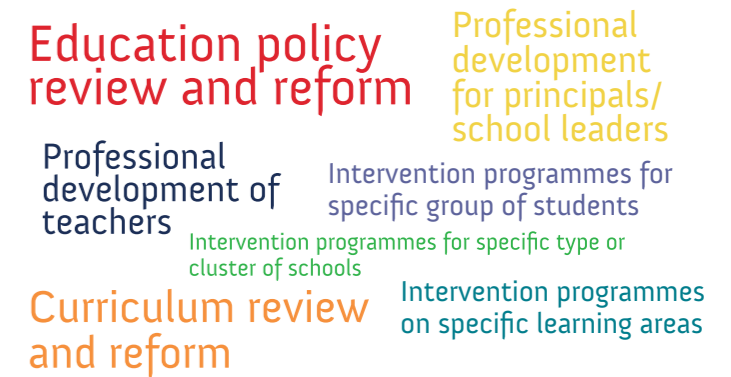 Education policy
review and reform
Professional
development
for principals/
school leaders
Professional
development of
teachers
Intervention programmes for
specific group of students
Intervention programmes for specific type or
cluster of schools
Curriculum review
and reform
Intervention programmes
on specific learning areas